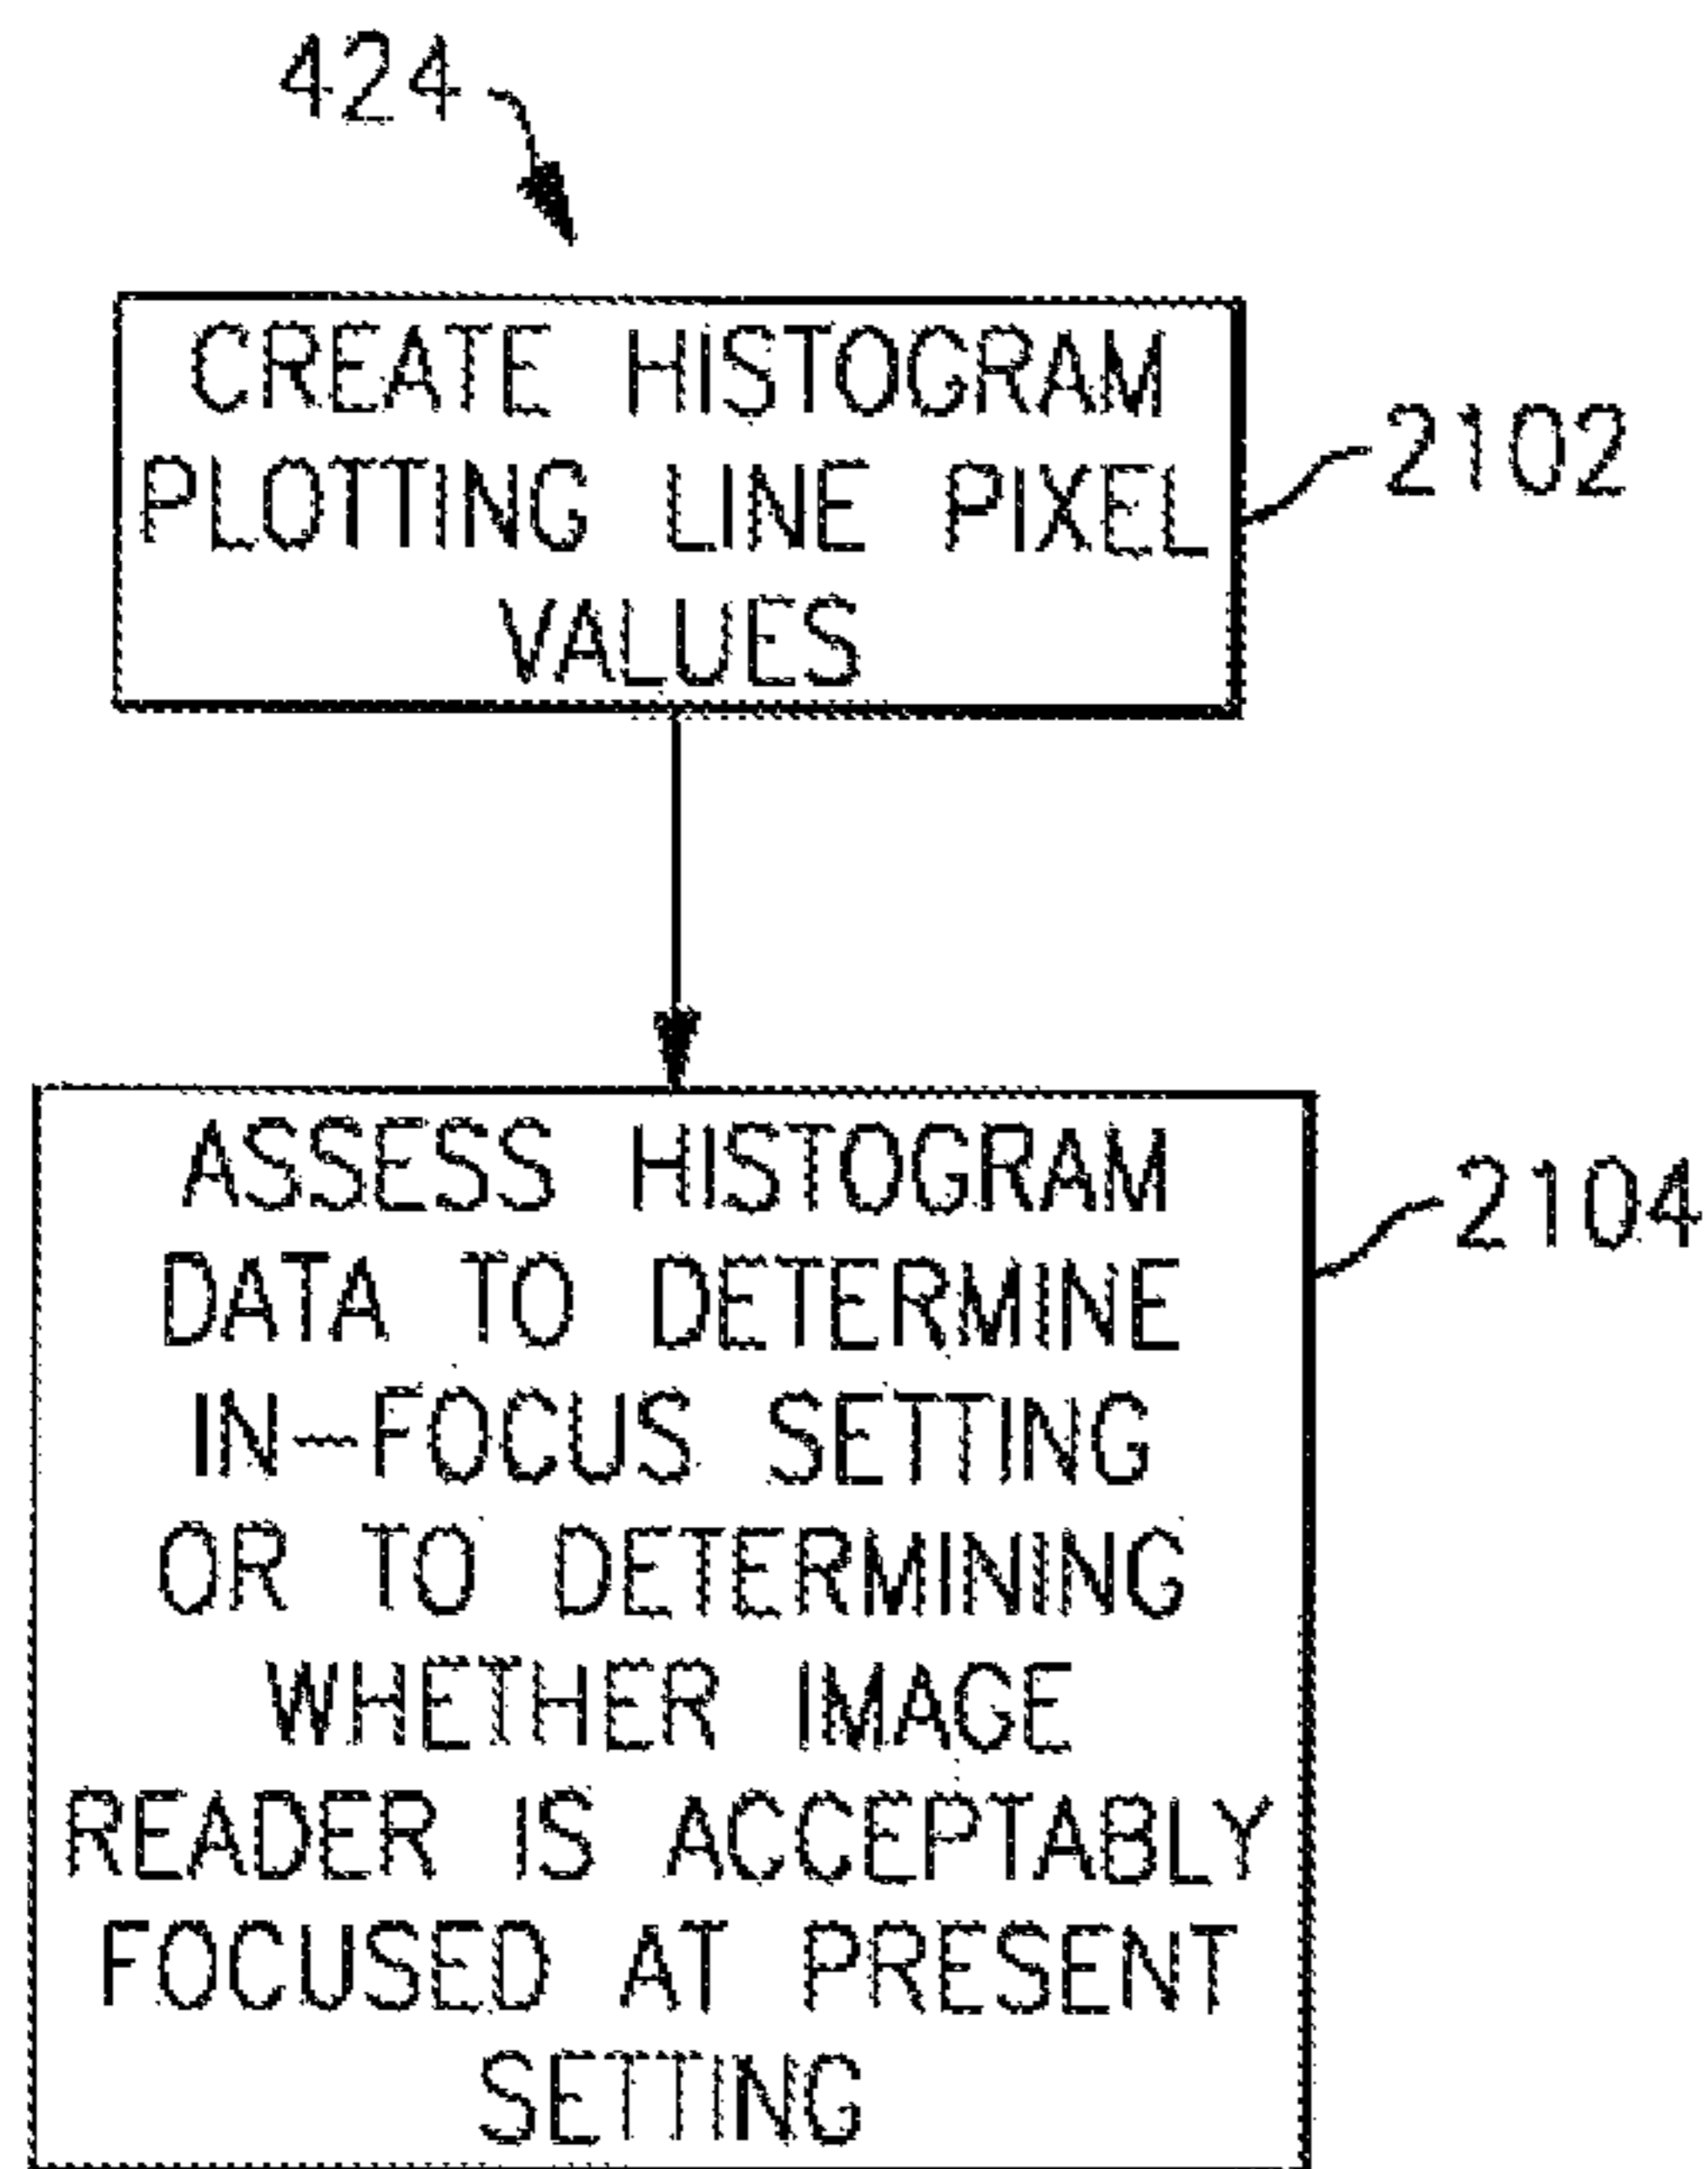 424
CREATE HISTOGRAM
PLOTTING LINE PIXEL
VALUES
2102
ASSESS HISTOGRAM
DATA TO DETERMINE
IN-FOCUS SETTING
OR TO DETERMINING
WHETHER IMAGE
READER IS ACCEPTABLY
FOCUSED AT PRESENT
SETTING
2104